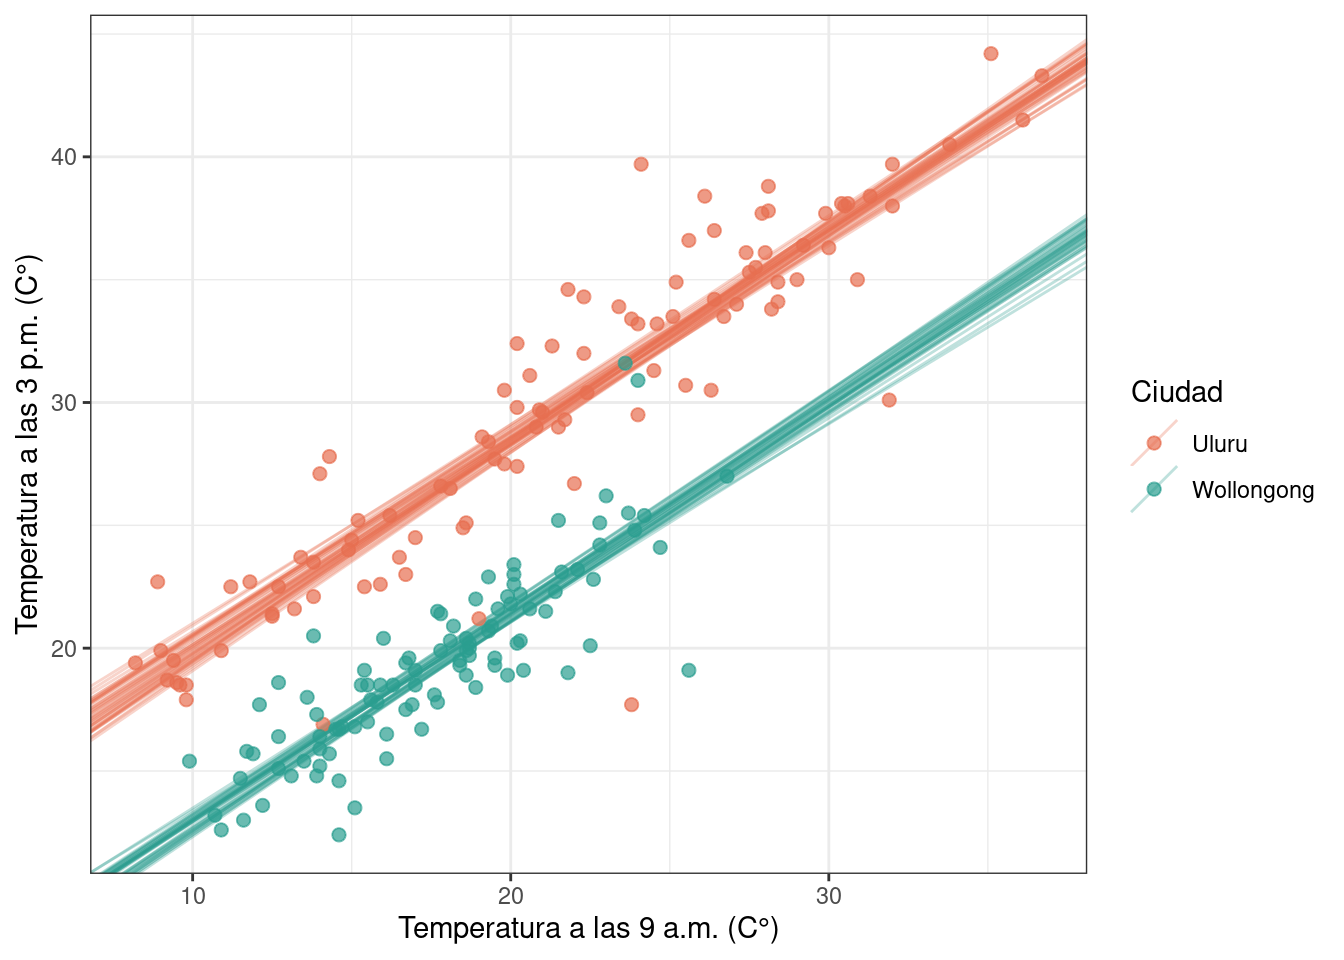 Temperatura a las 3 p.m. (C°)
40
30
20
10
20
30
Temperatura a las 9 a.m. (C°)
Ciudad
Uluru
Wollongong